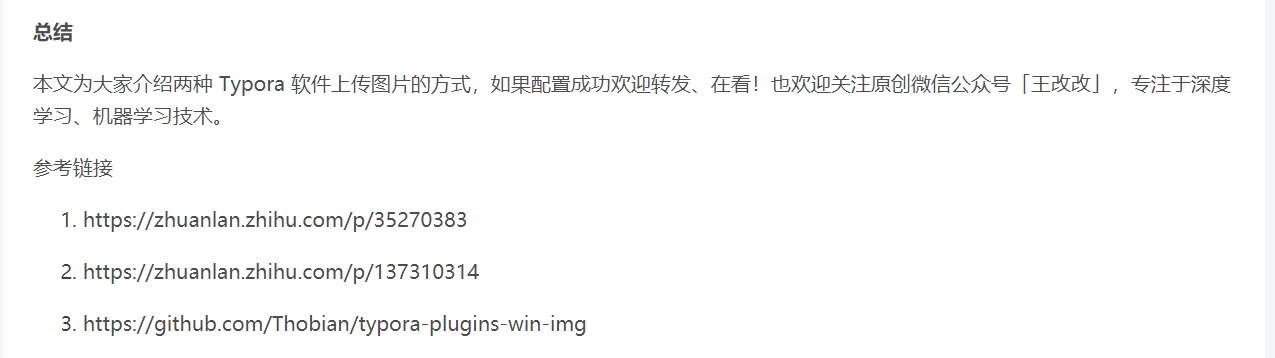 总结
本文为大家介绍两种 Typora 软件上传图片的方式，如果配置成功欢迎转发、在看！也欢迎关注原创微信公众号「王改改」，专注于深度
学习、机器学习技术。
参考链接
1. https://zhuanlan.zhihu.com/p/35270383
2. https://zhuanlan.zhihu.com/p/137310314
3. https://github.com/Thobian/typora-plugins-win-img